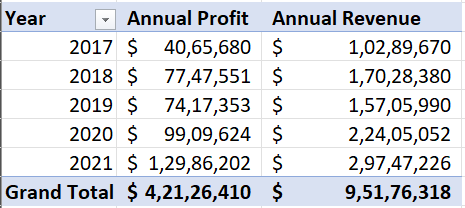 Year Annual Profit Annual Revenue
2017 $ 40,65,680 $ 1,02,89,670
2018 $ 77,47,551 $ 1,70,28,380
2019 $ 74,17,353 $ 1,57,05,990
2020 $ 99,09,624 $ 2,24,05,052
2021 $ 1,29,86,202 $ 2,97,47,226
Grand Total $ 4,21,26,410 $ 9,51,76,318